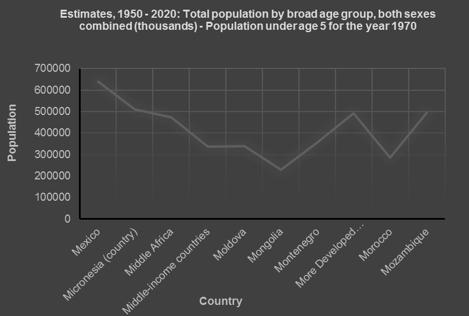 Estimates, 1950 - 2020: Total population by broad age group, both sexes
combined (thousands) - Population under age 5 for the year 1970
Population
700000
600000
500000
400000
300000
200000
100000
0
Mexico
Micronesia (country)
Middle Africa
Middle-income countries
Moldova
Mongolia
Montenegro
More Developed...
Morocco
Mozambique
Country